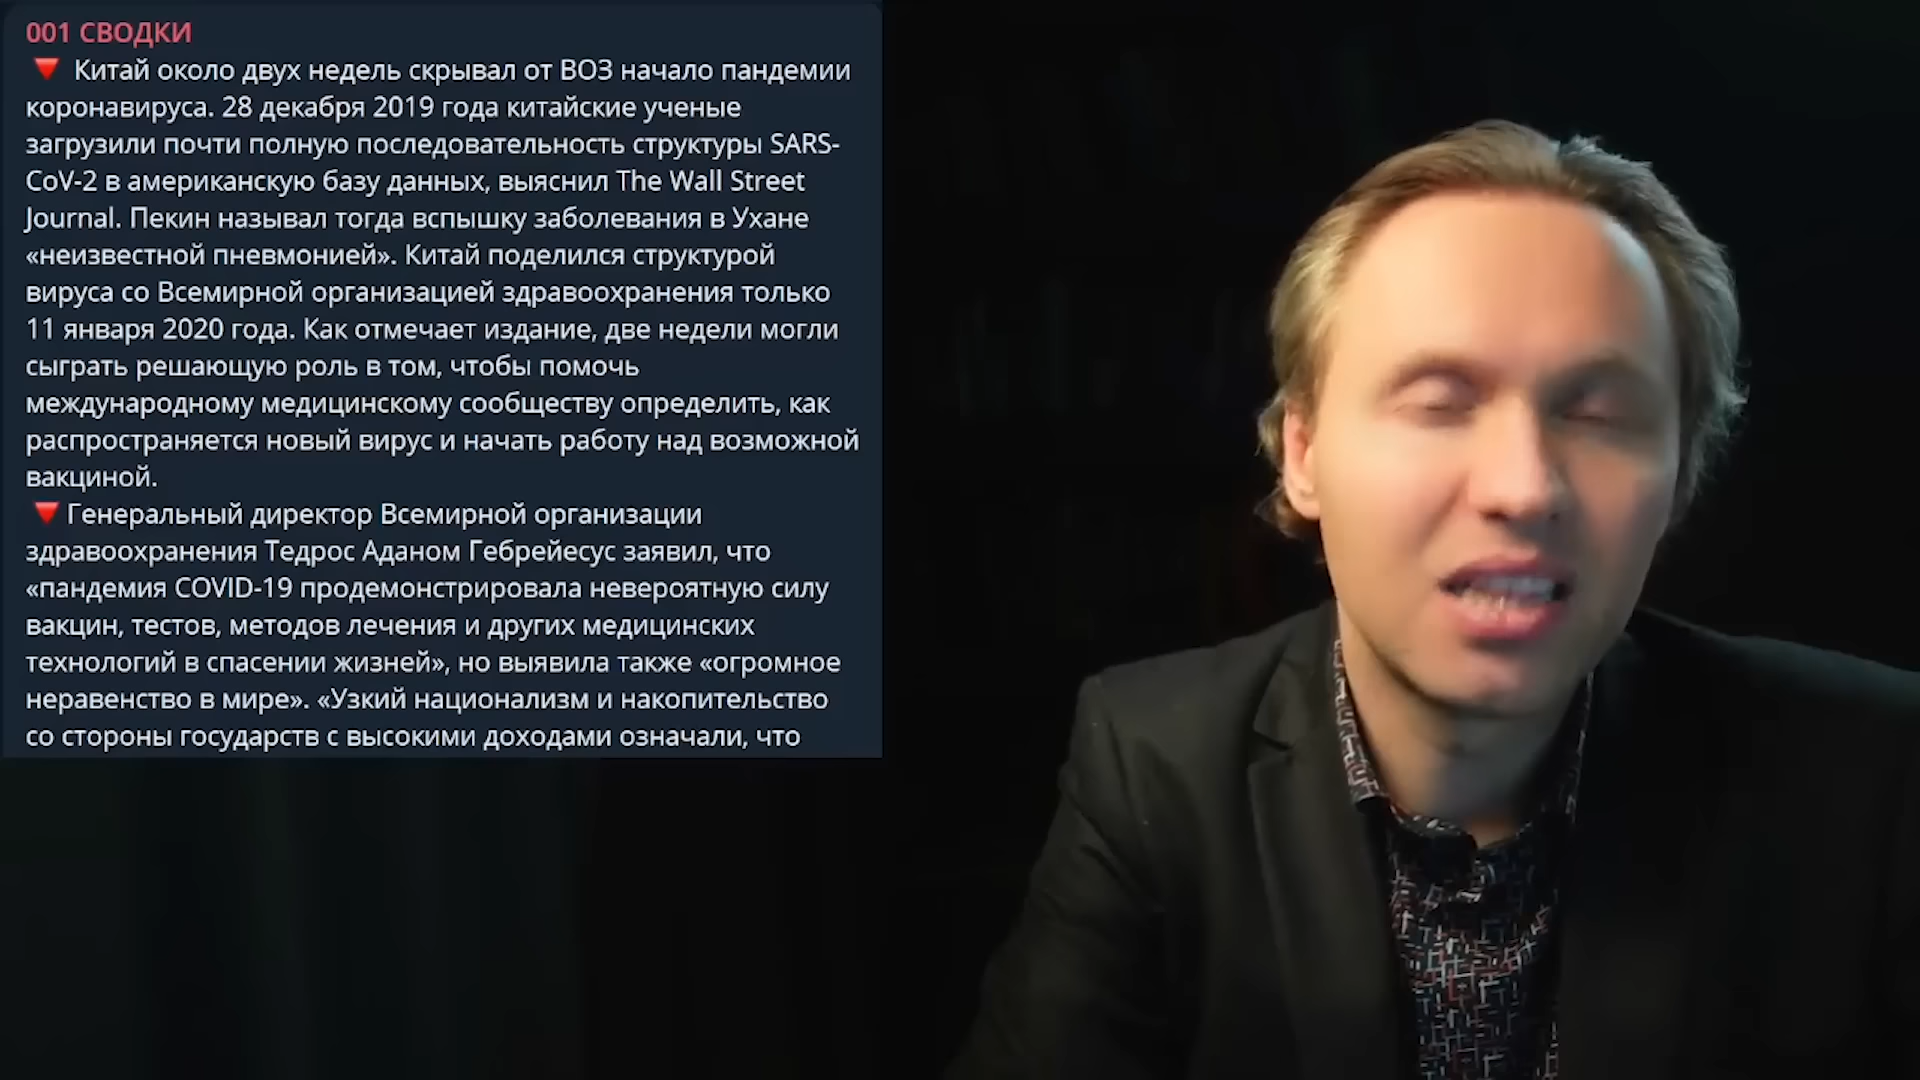 001 СВОДКИ
Китай около двух недель скрывал от ВОЗ начало пандемии
коронавируса. 28 декабря 2019 года китайские ученые
загрузили почти полную последовательность структуры SARS-
CoV-2 в американскую базу данных, выяснил The Wall Street
Journal. Пекин называл тогда вспышку заболевания в Ухане
«неизвестной пневмонией». Китай поделился структурой
вируса со Всемирной организацией здравоохранения только
11 января 2020 года. Как отмечает издание, две недели могли
сыграть решающую роль в том, чтобы помочь
международному медицинскому сообществу определить, как
распространяется новый вирус и начать работу над возможной
вакциной.
Генеральный директор Всемирной организации
здравоохранения Тедрос Аданом Гебрейесус заявил, что
«пандемия COVID-19 продемонстрировала невероятную силу
вакцин, тестов, методов лечения и других медицинских
технологий в спасении жизней», но выявила также «огромное
неравенство в мире». «Узкий национализм и накопительство
со стороны государств с высокими доходами означали, что